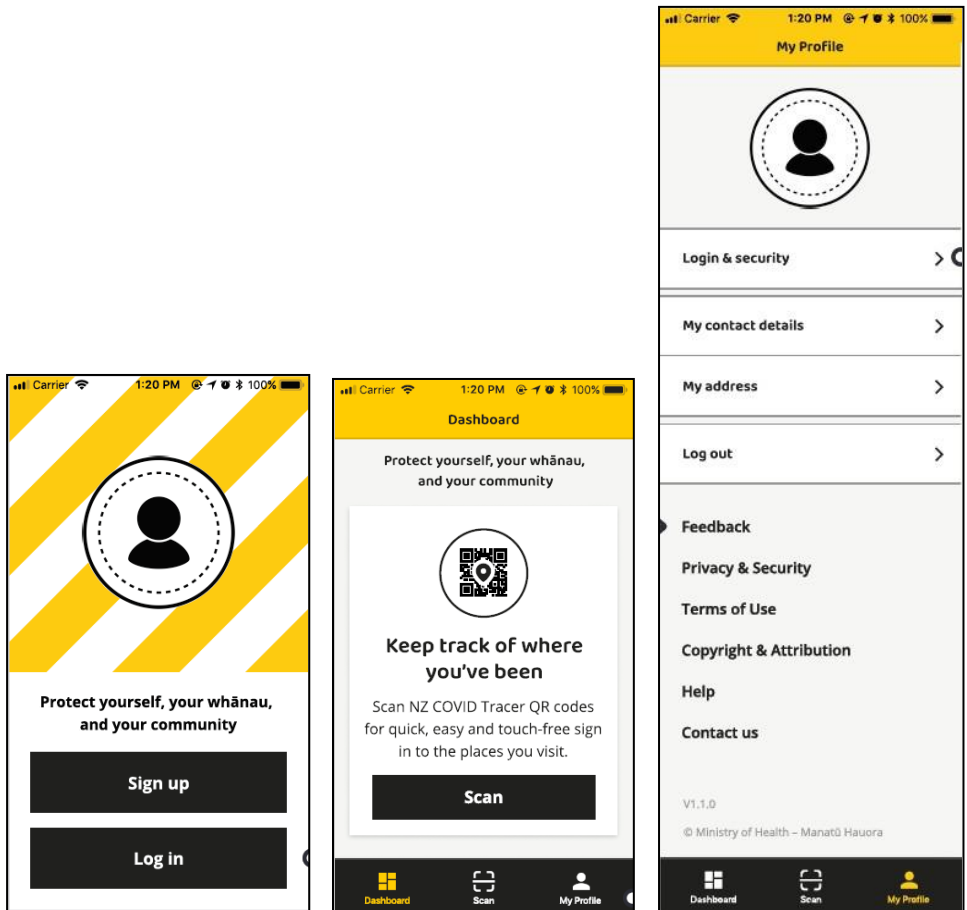 Carrier 1:20 PM 100%
Protect yourself, your whānau,
and your community
Sign up
Log in
Carrier 1:20 PM 100%
Dashboard
Protect yourself, your whānau,
and your community
Keep track of where
you've been
Scan NZ COVID Tracer QR codes
for quick, easy and touch-free sign
in to the places you visit.
Scan
Dashboard Scan My Profile
Carrier 1:20 PM 100%
My Profile
Login & security
My contact details
My address
Log out
Feedback
Privacy & Security
Terms of Use
Copyright & Attribution
Help
Contact us
V1.1.0
© Ministry of Health – Manatū Hauora
Dashboard Scan My Profile